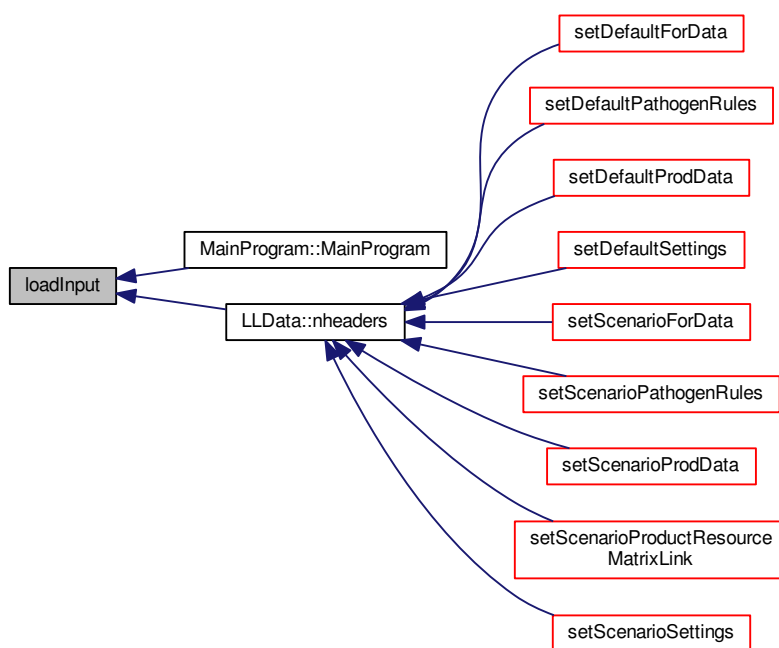 setDefaultForData
setDefaultPathogenRules
setDefaultProdData
MainProgram::MainProgram
setDefaultSettings
loadInput
LLData::nheaders
setScenarioForData
setScenarioPathogenRules
setScenarioProdData
setScenarioProductResource
MatrixLink
setScenarioSettings